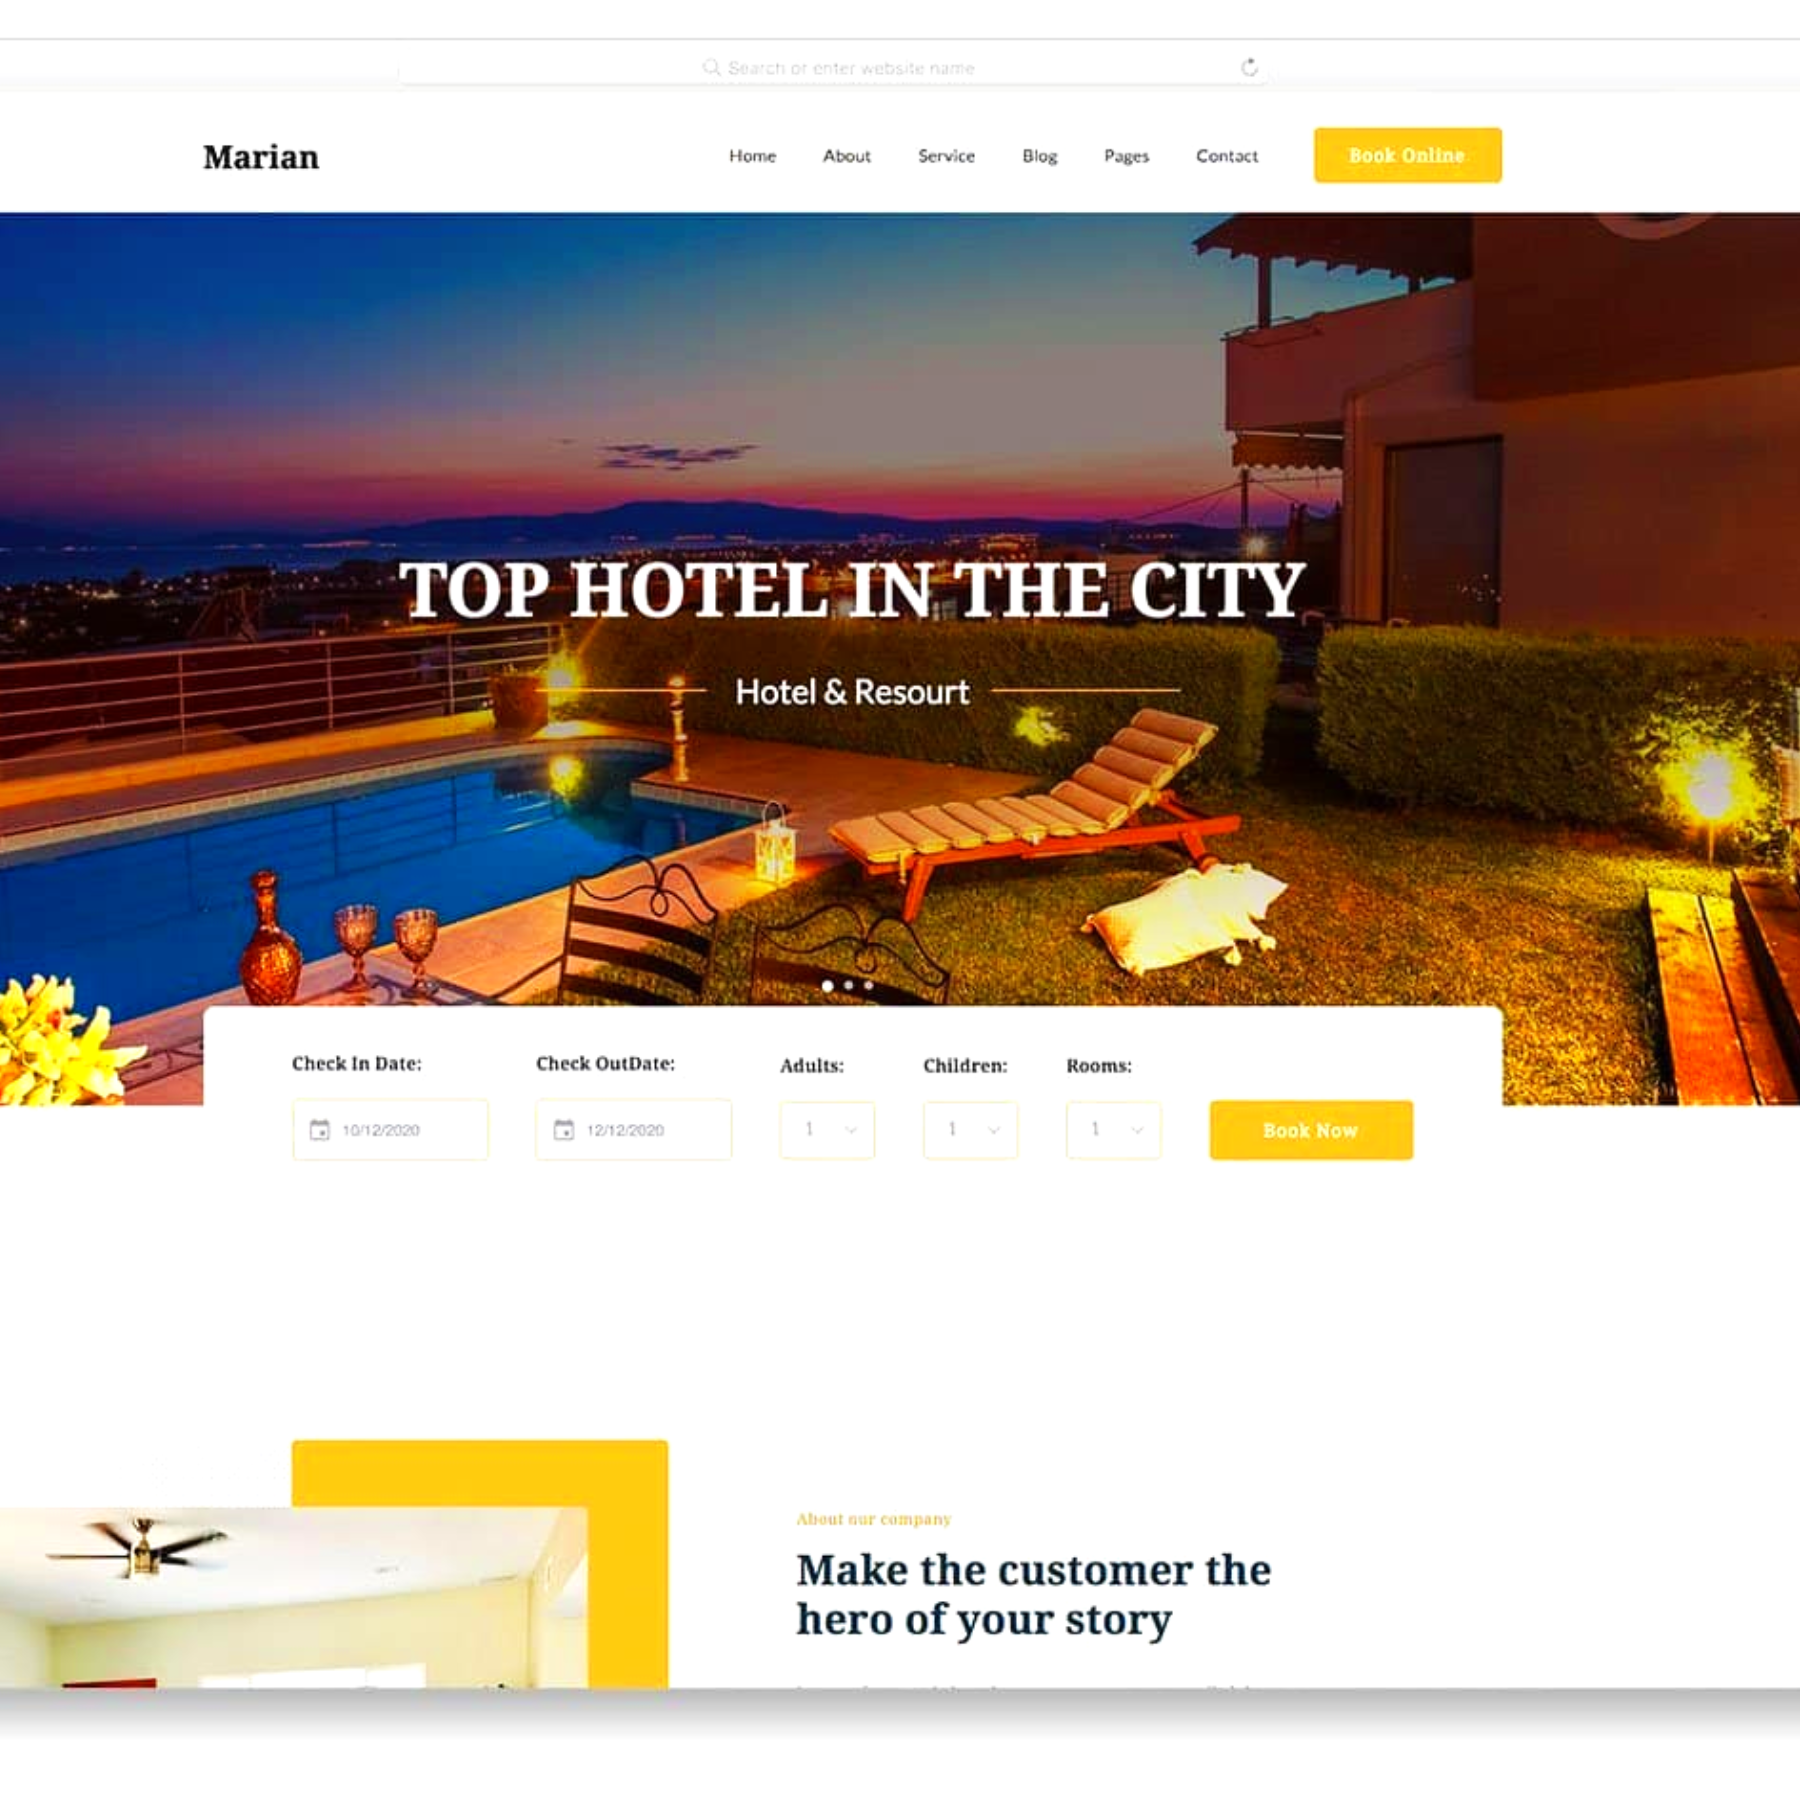 Search or enter website name
Marian
Home About Service Blog Pages Contact Book Online
TOP HOTEL IN THE CITY
Hotel & Resourt
Check In Date: Check OutDate: Adults: Children: Rooms:
10/12/2020 12/12/2020 1 1 1 Book Now
About our company
Make the customer the
hero of your story